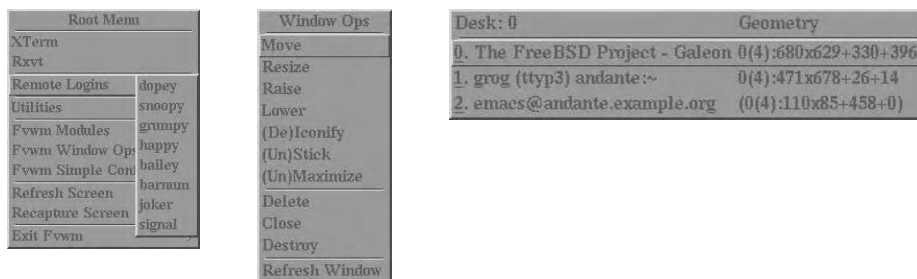 Root Menu
XTerm
Rxvt
Remote Logins
Utilities
Fvwm Modules
Fvwm Window Ops
Fvwm Simple Con
Refresh Screen
Recapture Screen
Exit Fvwm
dopey
snoopy
grumpy
happy
bailey
barnum
joker
signal
Window Ops
Move
Resize
Raise
Lower
(De)Iconify
(Un)Stick
(Un)Maximize
Delete
Close
Destroy
Refresh Window
Desk: 0 Geometry
0. The FreeBSD Project - Galeon 0(4):680x629+330+396
1. grog (ttyp3) andante:~ 0(4):471x678+26+14
2. emacs@andante.example.org (0(4):110x85+458+0)